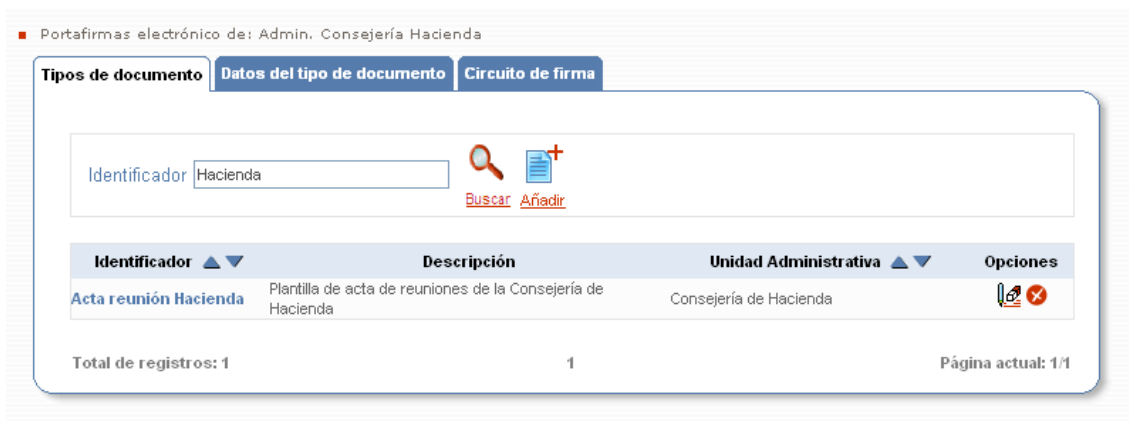 Portafirmas electrónico de: Admin. Consejería Hacienda
Tipos de documento Datos del tipo de documento Circuito de firma
Identificador Hacienda
Buscar Añadir
Identificador Descripción Unidad Administrativa Opciones
Acta reunión Hacienda Plantilla de acta de reuniones de la Consejería de Hacienda Consejería de Hacienda
Total de registros: 1 1 Página actual: 1/1